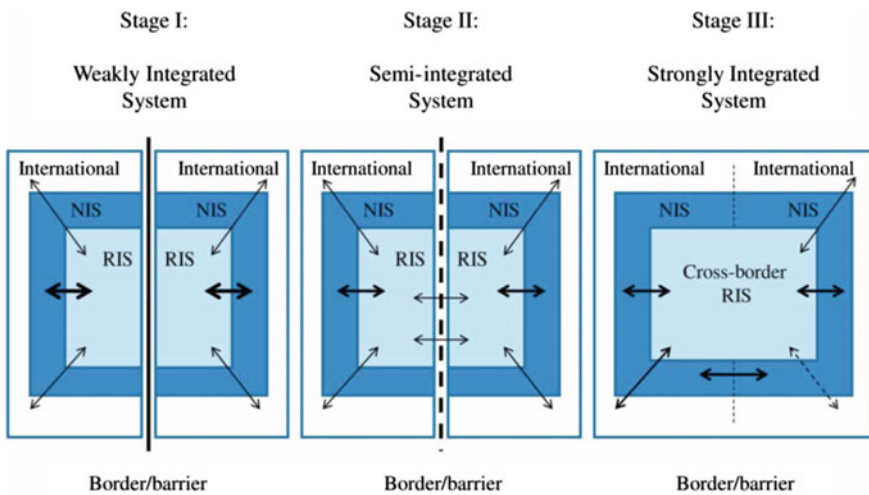 Stage I:
Weakly Integrated
System
International
International
NIS
NIS
RIS
RIS
Border/barrier
Stage II:
Semi-integrated
System
International
International
NIS
NIS
RIS
RIS
Border/barrier
Stage III:
Strongly Integrated
System
International
International
NIS
NIS
Cross-border
RIS
Border/barrier